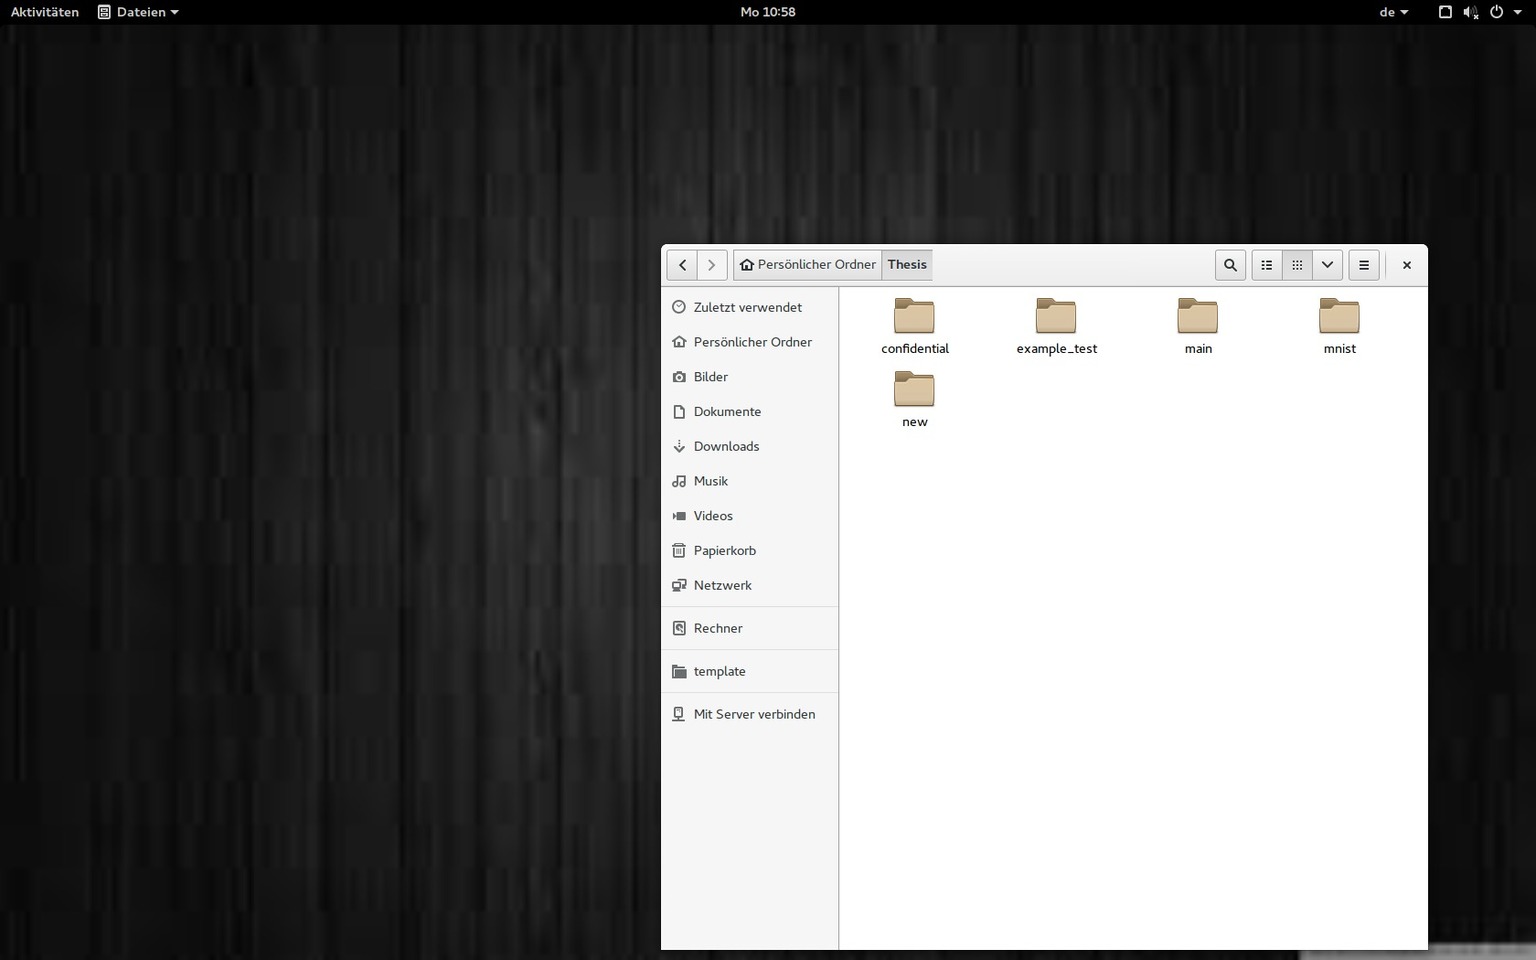 Aktivitäten Dateien Mo 10:58 de
Persönlicher Ordner Thesis
Zuletzt verwendet
Persönlicher Ordner
Bilder
Dokumente
Downloads
Musik
Videos
Papierkorb
Netzwerk
Rechner
template
Mit Server verbinden
confidential example_test main mnist
new